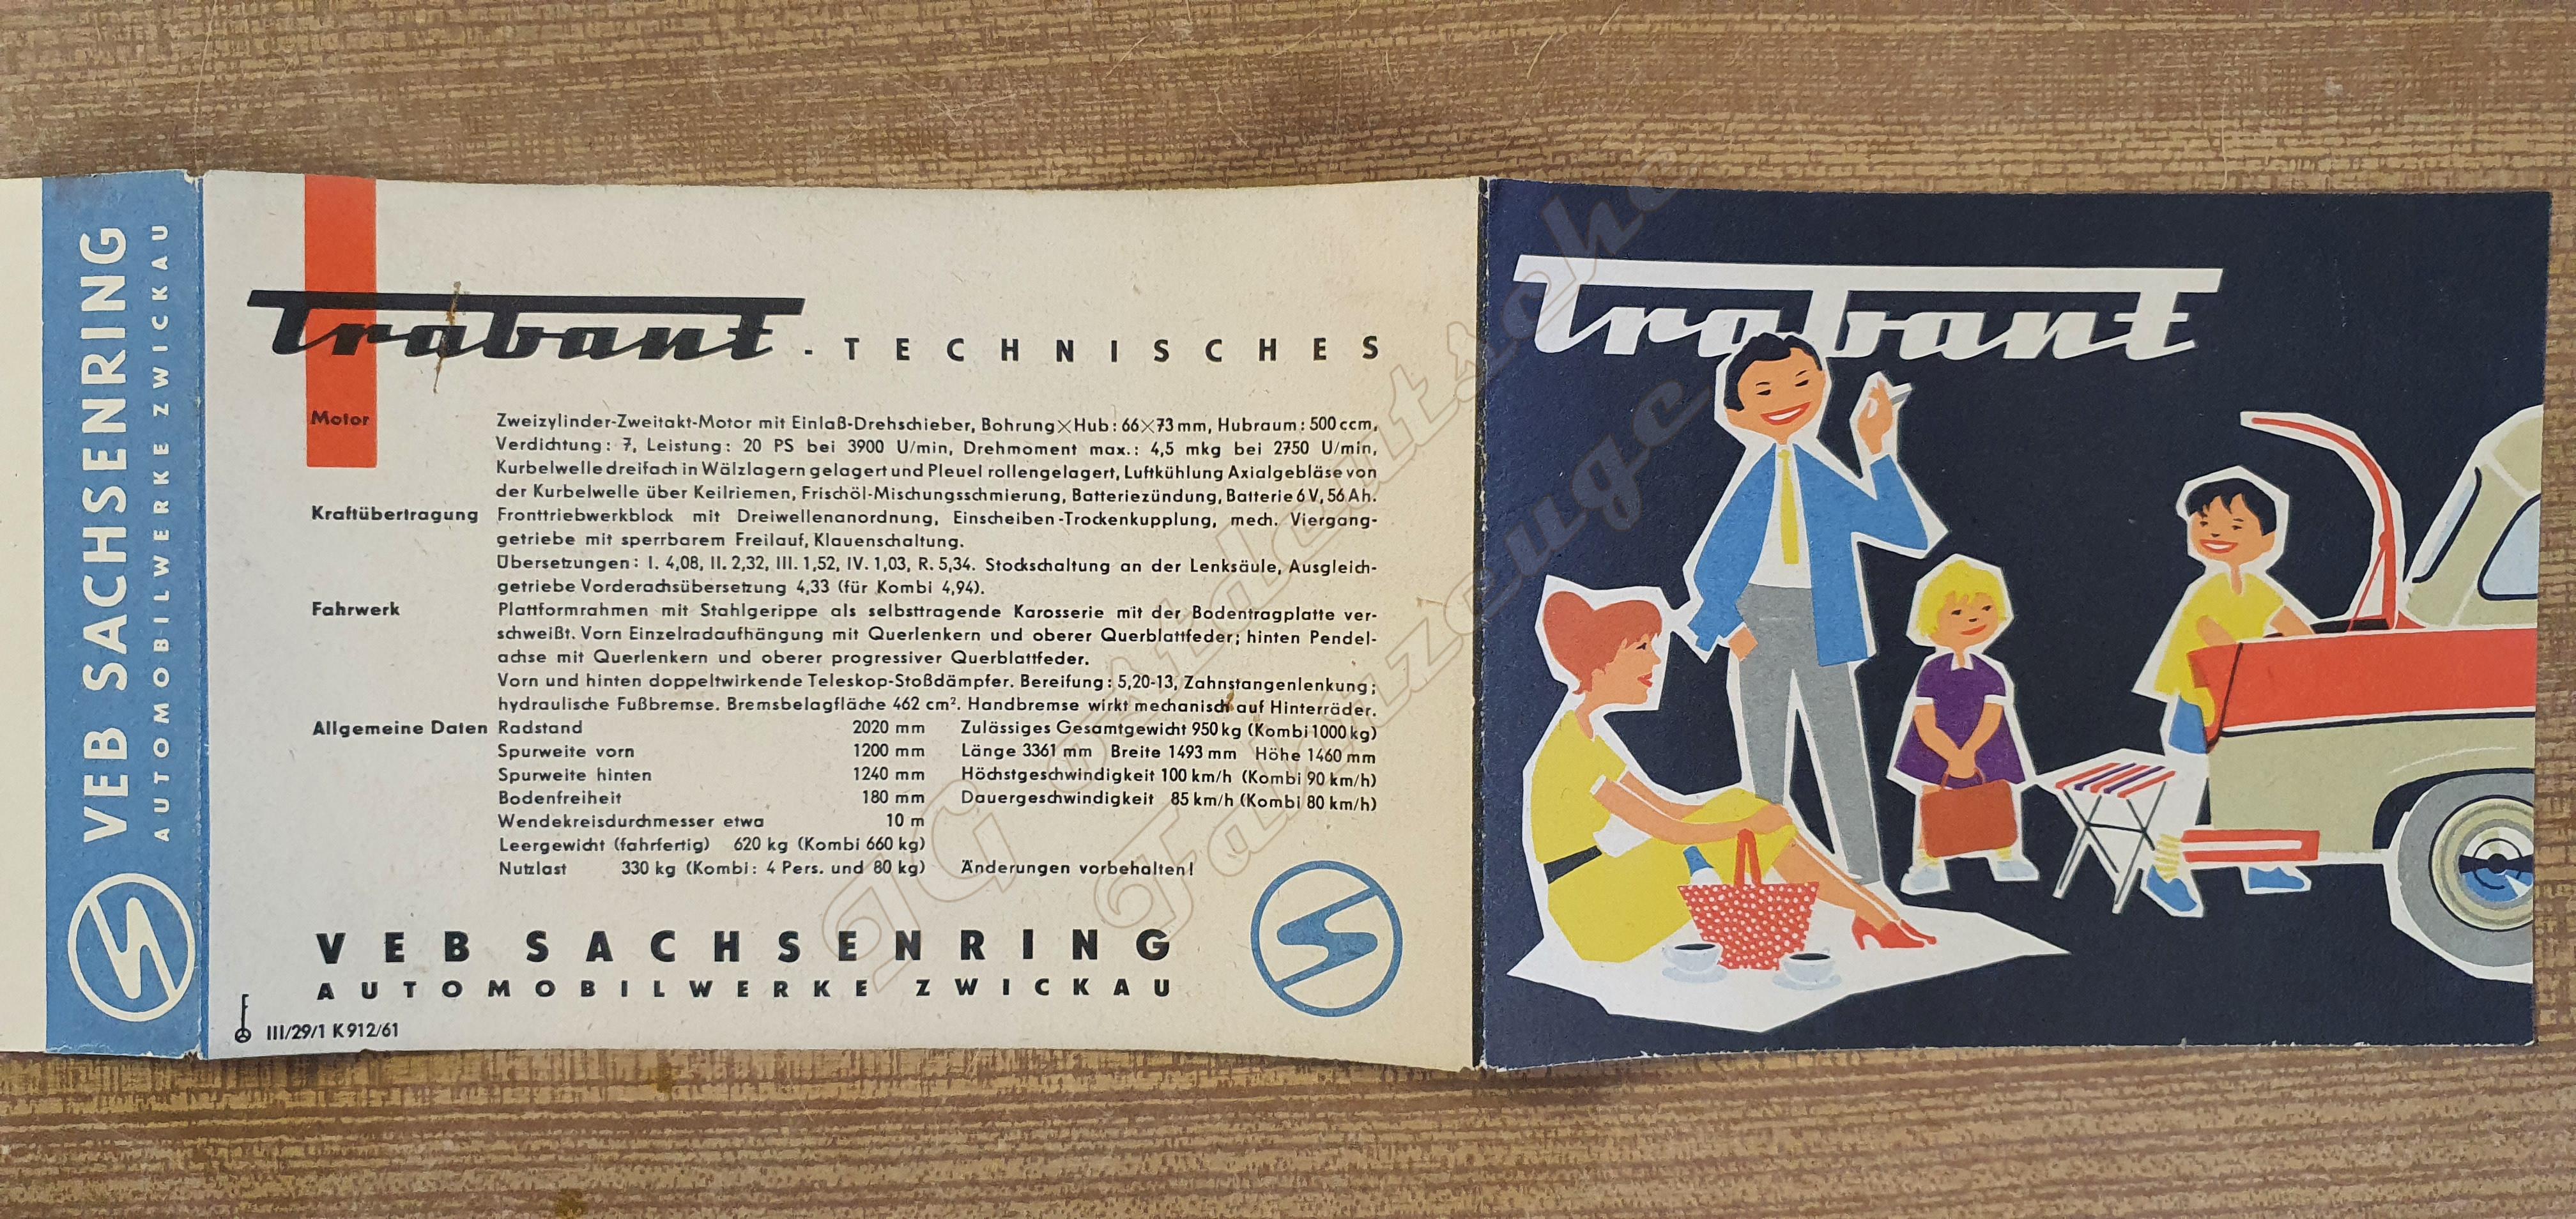 VEB SACHSENRING
AUTOMOBILWERKE ZWICKAU
Trabant - TECHNISCHES
Motor Zweizylinder-Zweitakt-Motor mit Einlaß-Drehschieber, Bohrung×Hub: 66×73 mm, Hubraum: 500 ccm,
Verdichtung: 7, Leistung: 20 PS bei 3900 U/min, Drehmoment max.: 4,5 mkg bei 2750 U/min,
Kurbelwelle dreifach in Wälzlagern gelagert und Pleuel rollengelagert, Luftkühlung Axialgebläse von
der Kurbelwelle über Keilriemen, Frischöl-Mischungsschmierung, Batteriezündung, Batterie 6 V, 56 Ah.
Kraftübertragung Fronttriebwerkblock mit Dreiwellenanordnung, Einscheiben-Trockenkupplung, mech. Viergang-
getriebe mit sperrbarem Freilauf, Klauenschaltung.
Übersetzungen: I. 4,08, II. 2,32, III. 1,52, IV. 1,03, R. 5,34. Stockschaltung an der Lenksäule, Ausgleich-
getriebe Vorderachsübersetzung 4,33 (für Kombi 4,94).
Fahrwerk Plattformrahmen mit Stahlgerippe als selbsttragende Karosserie mit der Bodentragplatte ver-
schweißt. Vorn Einzelradaufhängung mit Querlenkern und oberer Querblattfeder; hinten Pendel-
achse mit Querlenkern und oberer progressiver Querblattfeder.
Vorn und hinten doppeltwirkende Teleskop-Stoßdämpfer. Bereifung: 5,20-13, Zahnstangenlenkung;
hydraulische Fußbremse. Bremsbelagfläche 462 cm². Handbremse wirkt mechanisch auf Hinterräder.
Allgemeine Daten Radstand 2020 mm Zulässiges Gesamtgewicht 950 kg (Kombi 1000 kg)
Spurweite vorn 1200 mm Länge 3361 mm Breite 1493 mm Höhe 1460 mm
Spurweite hinten 1240 mm Höchstgeschwindigkeit 100 km/h (Kombi 90 km/h)
Bodenfreiheit 180 mm Dauergeschwindigkeit 85 km/h (Kombi 80 km/h)
Wendekreisdurchmesser etwa 10 m
Leergewicht (fahrfertig) 620 kg (Kombi 660 kg)
Nutzlast 330 kg (Kombi: 4 Pers. und 80 kg) Änderungen vorbehalten!
VEB SACHSENRING
AUTOMOBILWERKE ZWICKAU
III/29/1 K 912/61
Trabant
IG ostdeutsche
Fahrzeuge